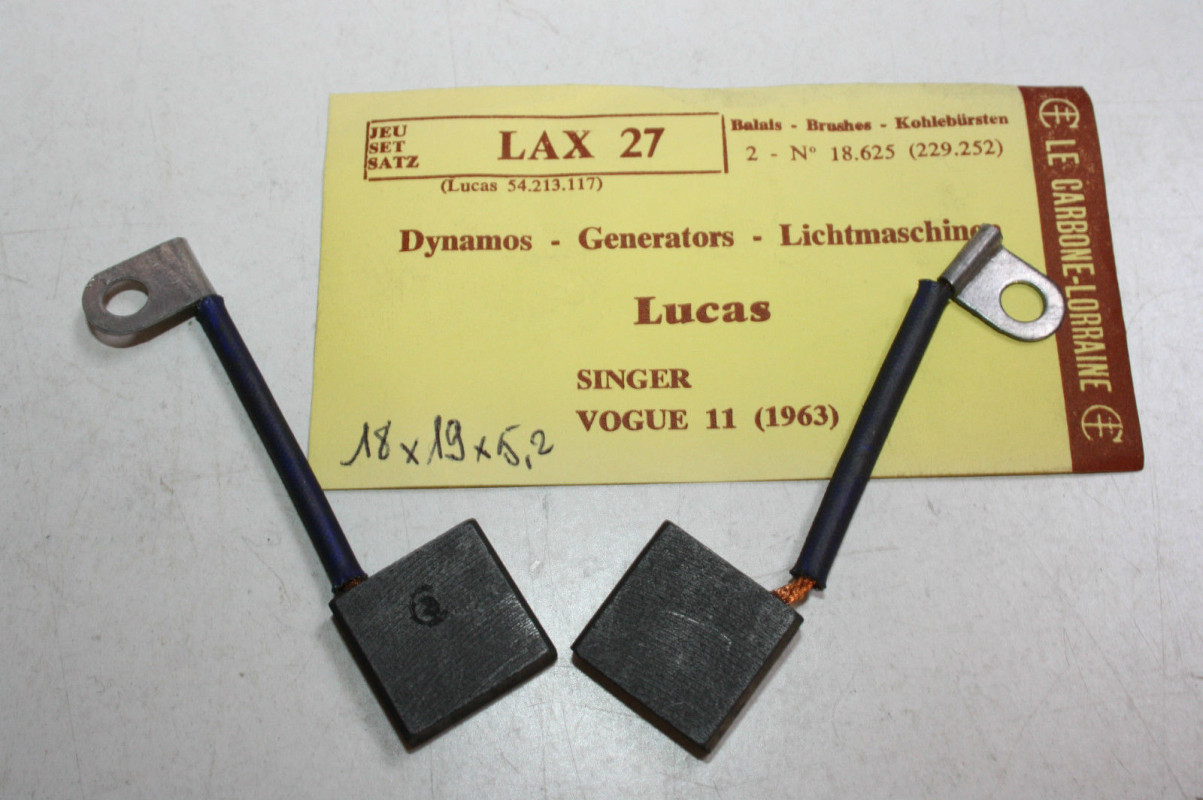 JEU
SET
SATZ
LAX 27
(Lucas 54.213.117)
Balais - Brushes - Kohlebürsten
2 - Nº 18.625 (229.252)
Dynamos - Generators - Lichtmaschinen
Lucas
SINGER
VOGUE 11 (1963)
18 x 19 x 5,2
LE CARBONE-LORRAINE